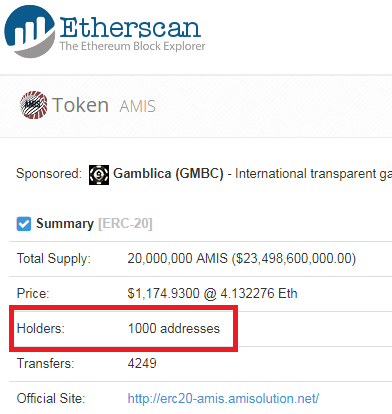 Etherscan
The Ethereum Block Explorer
AMIS Token AMIS
Sponsored: Gamblica (GMBC) - International transparent ga
Summary [ERC-20]
Total Supply: 20,000,000 AMIS ($23,498,600,000.00)
Price: $1,174.9300 @ 4.132276 Eth
Holders: 1000 addresses
Transfers: 4249
Official Site: http://erc20-amis.amisolution.net/